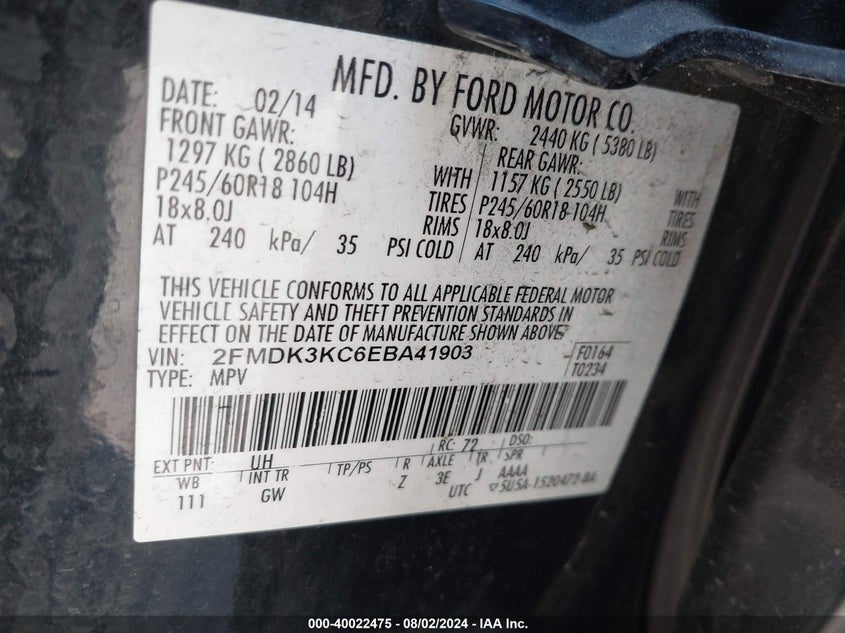 MFD. BY FORD MOTOR CO.
DATE: 02/14 GVWR: 2440 KG ( 5380 LB)
FRONT GAWR: REAR GAWR:
1297 KG ( 2860 LB) WITH 1157 KG ( 2550 LB) WITH
P245/60R18 104H TIRES P245/60R18 104H TIRES
18x8.0J RIMS 18x8.0J RIMS
AT 240 kPa/ 35 PSI COLD AT 240 kPa/ 35 PSI COLD
THIS VEHICLE CONFORMS TO ALL APPLICABLE FEDERAL MOTOR
VEHICLE SAFETY AND THEFT PREVENTION STANDARDS IN
EFFECT ON THE DATE OF MANUFACTURE SHOWN ABOVE.
VIN: 2FMDK3KC6EBA41903 F0164
TYPE: MPV T0234
EXT PNT: UH RC: 72 DSO:
WB INT TR TP/PS R AXLE TR SPR
111 GW Z 3E J AAAA
UTC ▽5U5A-1520472-BA
000-40022475 - 08/02/2024 - IAA Inc.